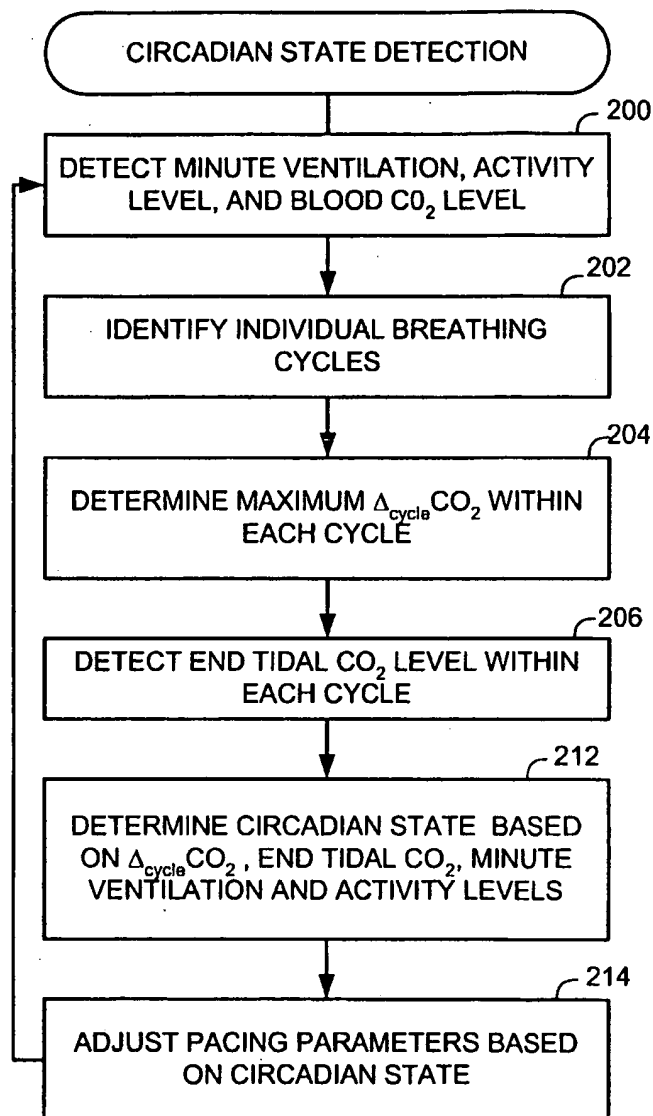 CIRCADIAN STATE DETECTION
200
DETECT MINUTE VENTILATION, ACTIVITY
LEVEL, AND BLOOD CO₂ LEVEL
202
IDENTIFY INDIVIDUAL BREATHING
CYCLES
204
DETERMINE MAXIMUM Δcycle CO₂ WITHIN
EACH CYCLE
206
DETECT END TIDAL CO₂ LEVEL WITHIN
EACH CYCLE
212
DETERMINE CIRCADIAN STATE BASED
ON Δcycle CO₂ , END TIDAL CO₂, MINUTE
VENTILATION AND ACTIVITY LEVELS
214
ADJUST PACING PARAMETERS BASED
ON CIRCADIAN STATE